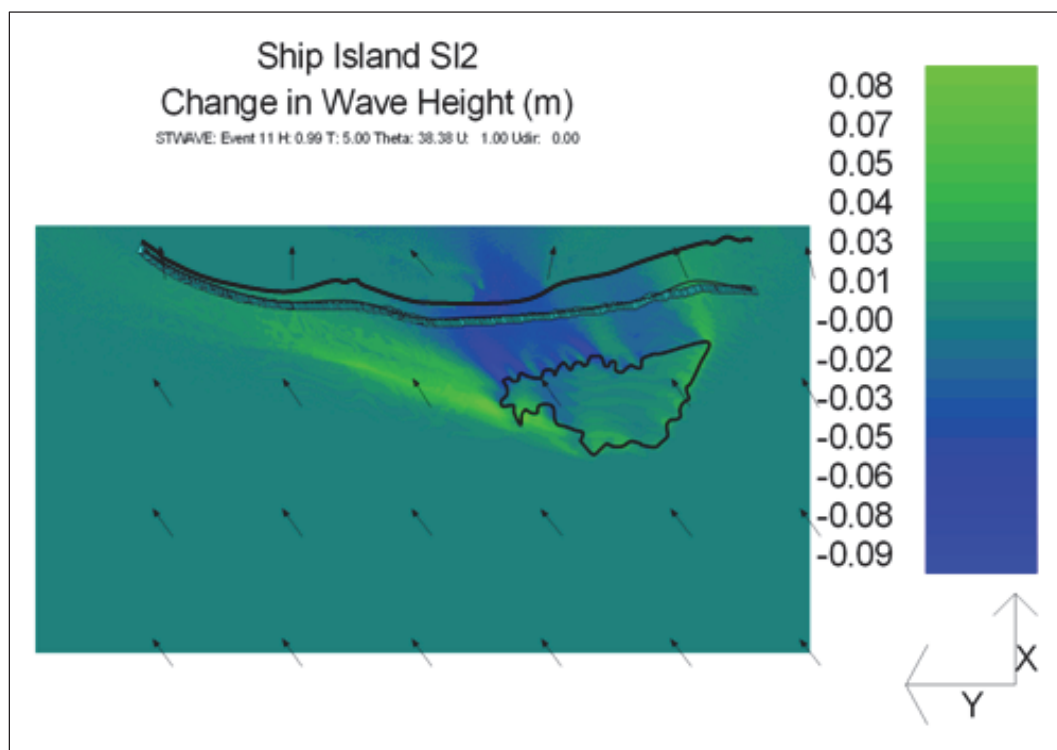 Ship Island SI2
Change in Wave Height (m)
STWAVE: Event 11 H: 0.99 T: 5.00 Theta: 38.38 U: 1.00 Udir: 0.00
0.08
0.07
0.05
0.04
0.03
0.01
-0.00
-0.02
-0.03
-0.05
-0.06
-0.08
-0.09
X
Y